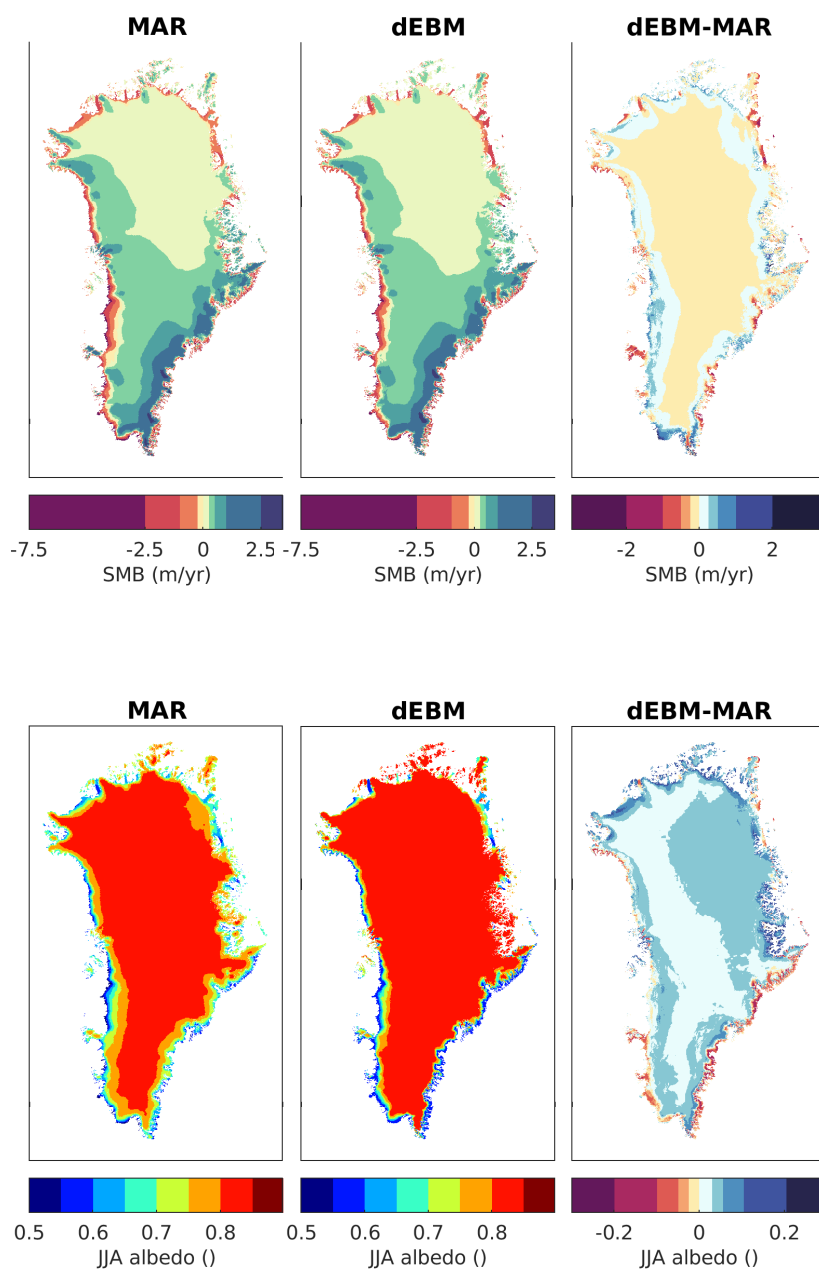 MAR dEBM dEBM-MAR
-7.5 -2.5 0 2.5 -7.5 -2.5 0 2.5 -2 0 2
SMB (m/yr) SMB (m/yr) SMB (m/yr)
MAR dEBM dEBM-MAR
0.5 0.6 0.7 0.8 0.5 0.6 0.7 0.8 -0.2 0 0.2
JJA albedo () JJA albedo () JJA albedo ()